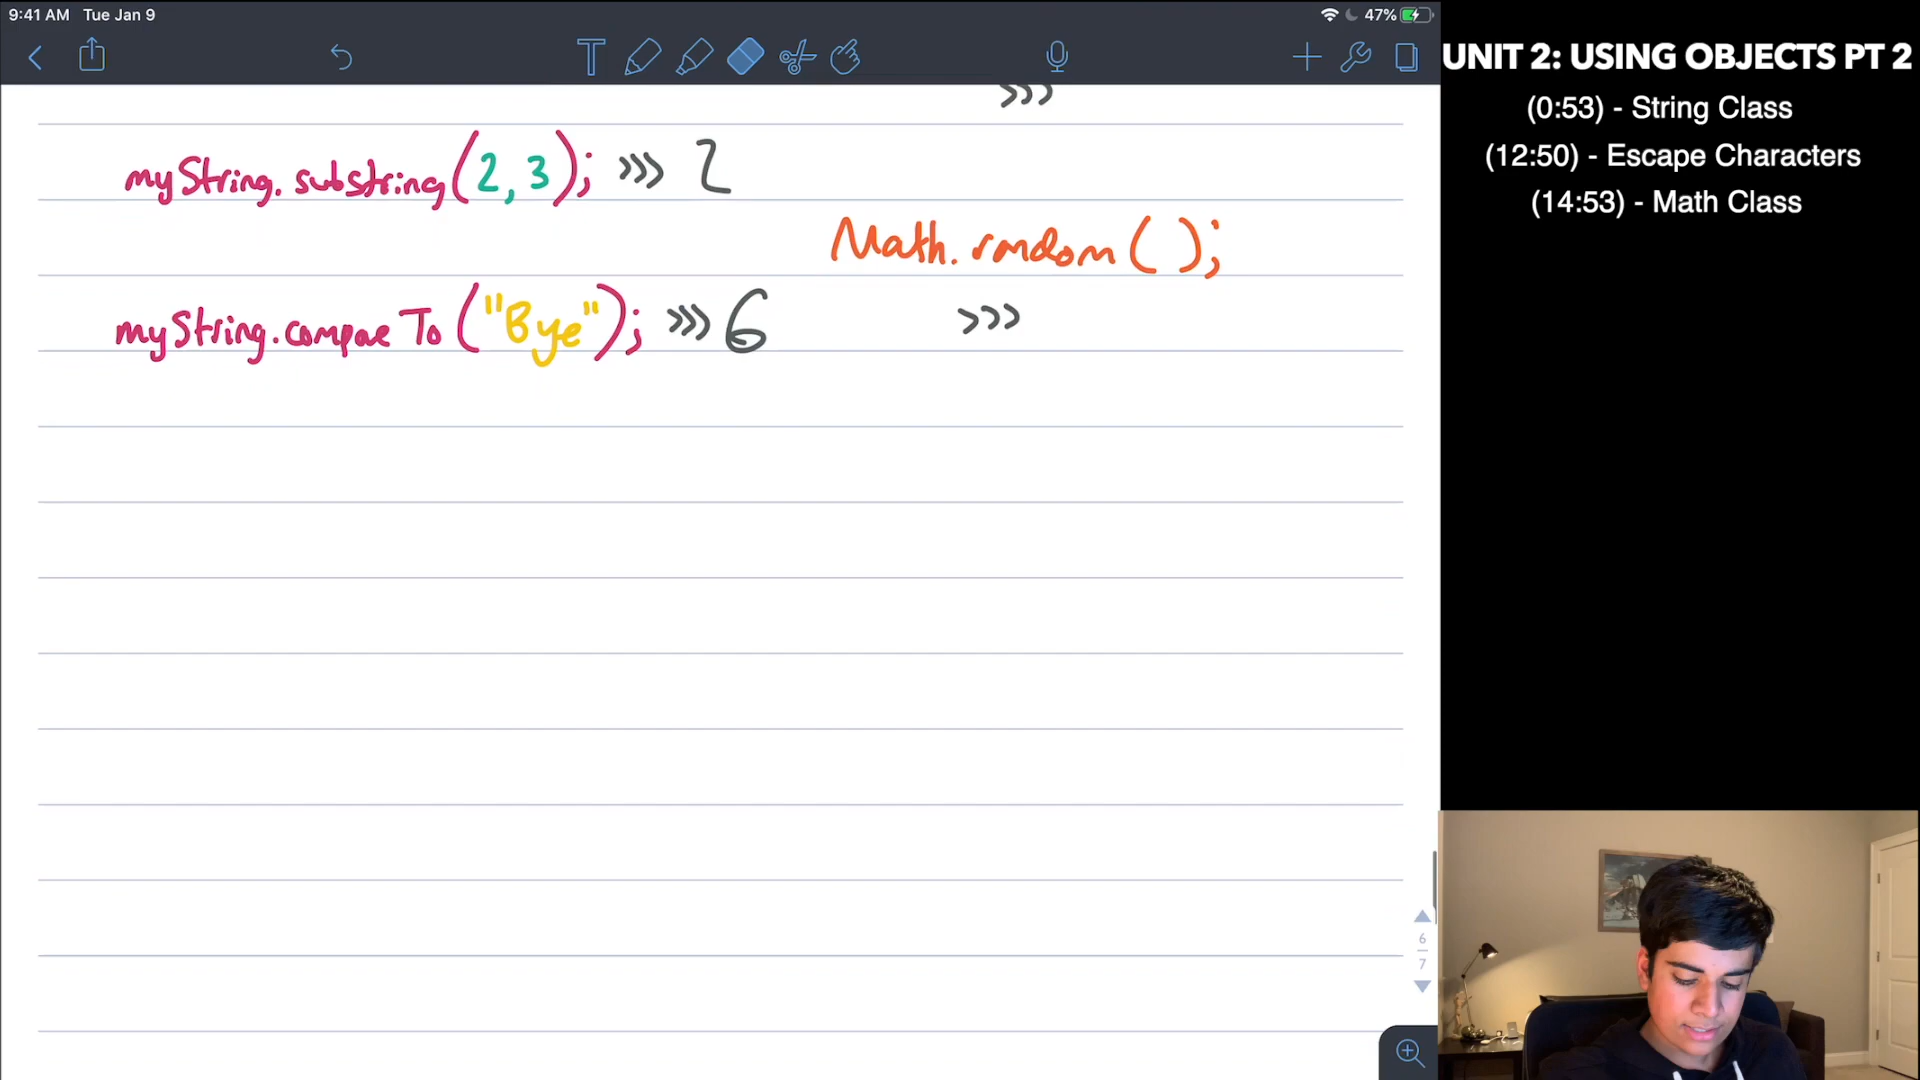 9:41 AM Tue Jan 9
47%
T
UNIT 2: USING OBJECTS PT 2
(0:53) - String Class
(12:50) - Escape Characters
(14:53) - Math Class
>>>
myString.substring(2, 3); >>> 2
Math.random( );
myString.compareTo("Bye"); >>> 6
>>>
6
7